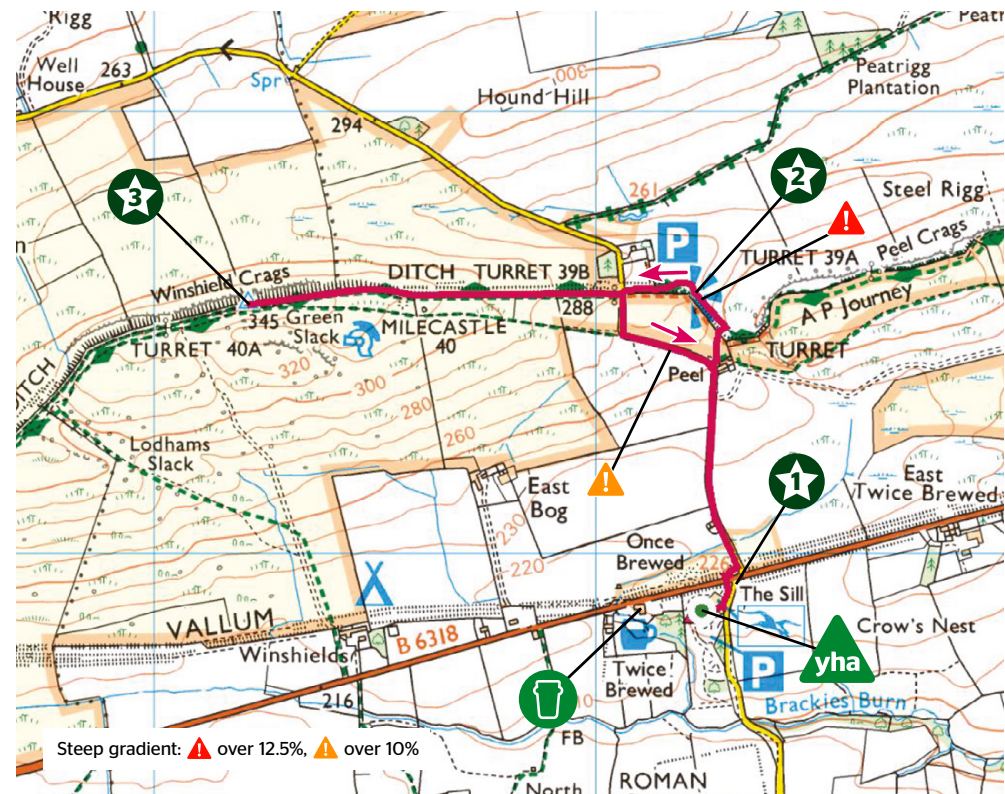 Rigg
Well
House
263
Spr
294
Hound Hill
300
Peatrigg
Plantation
261
Steel Rigg
3
2
!
P
TURRET 39A
Peel Crags
Winshield Crags
DITCH
TURRET 39B
288
A P Journey
345
Green
Slack
MILECASTLE
40
TURRET
40A
TURRET
Peel
320
300
280
260
DITCH
Lodhams
Slack
!
1
East
Bog
230
220
East
Twice Brewed
Once
Brewed
226
The Sill
VALLUM
B 6318
Winshields
Crow's Nest
yha
P
Twice
Brewed
216
Brackies Burn
FB
Steep gradient: ! over 12.5%, ! over 10%
North
ROMAN